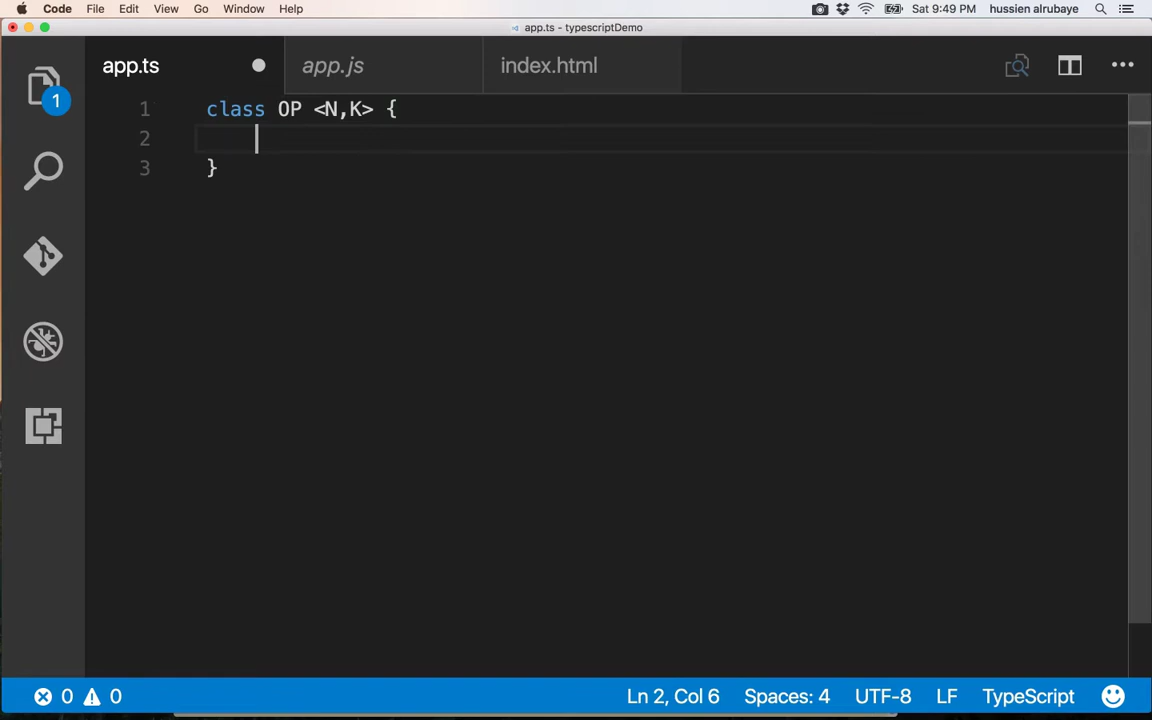 Code File Edit View Go Window Help Sat 9:49 PM hussien alrubaye
app.ts - typescriptDemo
app.ts app.js index.html
1
1 class OP <N,K> {
2
3 }
0 0 Ln 2, Col 6 Spaces: 4 UTF-8 LF TypeScript